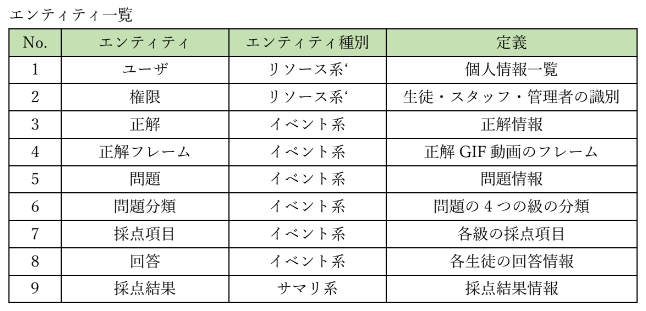 エンティティ一覧
No. エンティティ エンティティ種別 定義
1 ユーザ リソース系‘ 個人情報一覧
2 権限 リソース系‘ 生徒・スタッフ・管理者の識別
3 正解 イベント系 正解情報
4 正解フレーム イベント系 正解 GIF 動画のフレーム
5 問題 イベント系 問題情報
6 問題分類 イベント系 問題の 4 つの級の分類
7 採点項目 イベント系 各級の採点項目
8 回答 イベント系 各生徒の回答情報
9 採点結果 サマリ系 採点結果情報